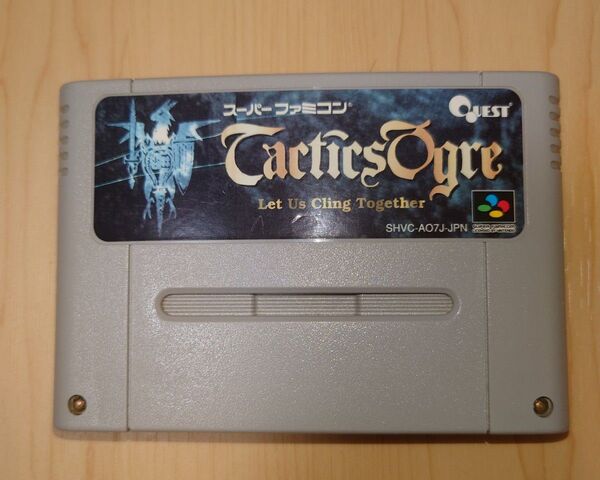 スーパーファミコン®
QUEST®
TacticsOgre
Let Us Cling Together
SHVC-AO7J-JPN